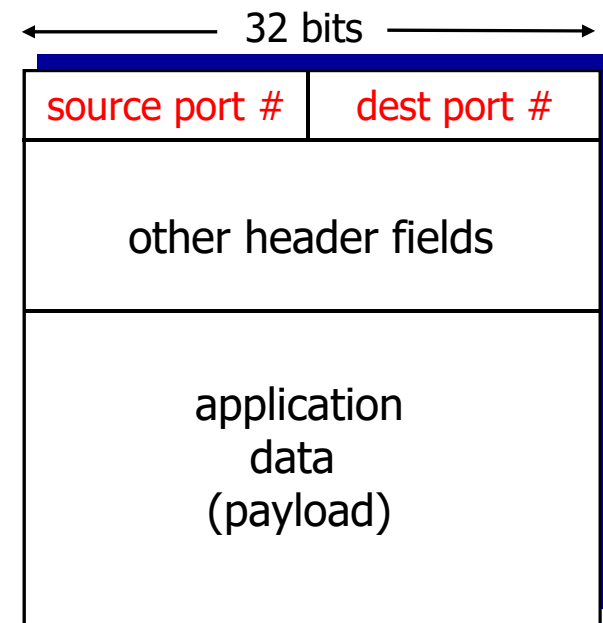 32 bits
source port #
dest port #
other header fields
application
data
(payload)